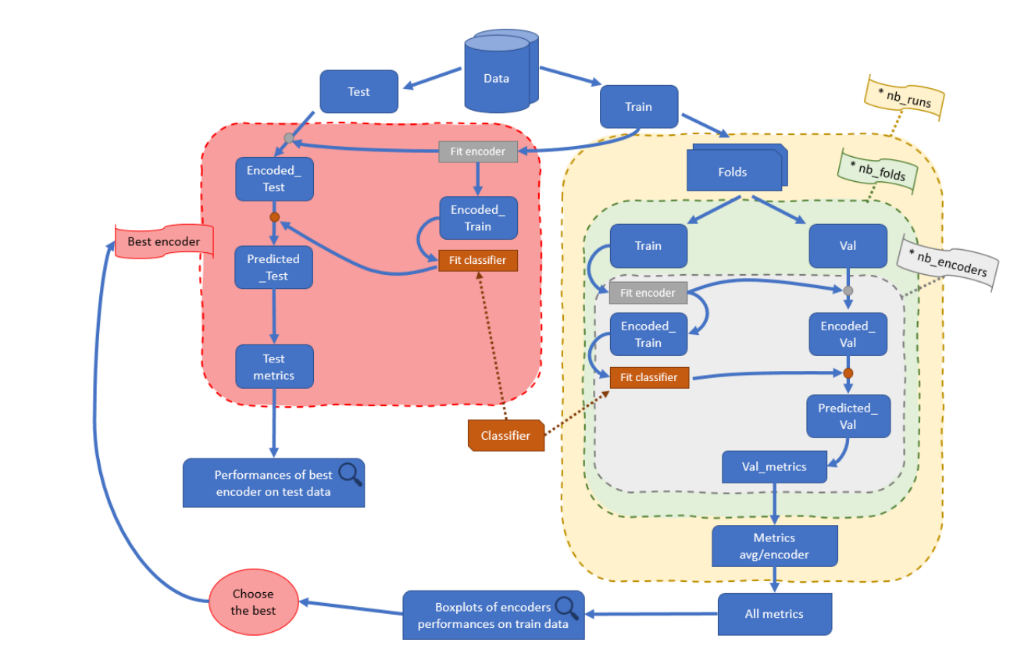 Data
Test
Train
* nb_runs
Fit encoder
Folds
* nb_folds
Encoded_
Test
Encoded_
Train
Best encoder
Fit classifier
Predicted
_Test
Train
Val
* nb_encoders
Fit encoder
Encoded_
Train
Encoded_
Val
Test
metrics
Fit classifier
Predicted_
Val
Classifier
Val_metrics
Performances of best
encoder on test data
Metrics
avg/encoder
Choose
the best
Boxplots of encoders
performances on train data
All metrics